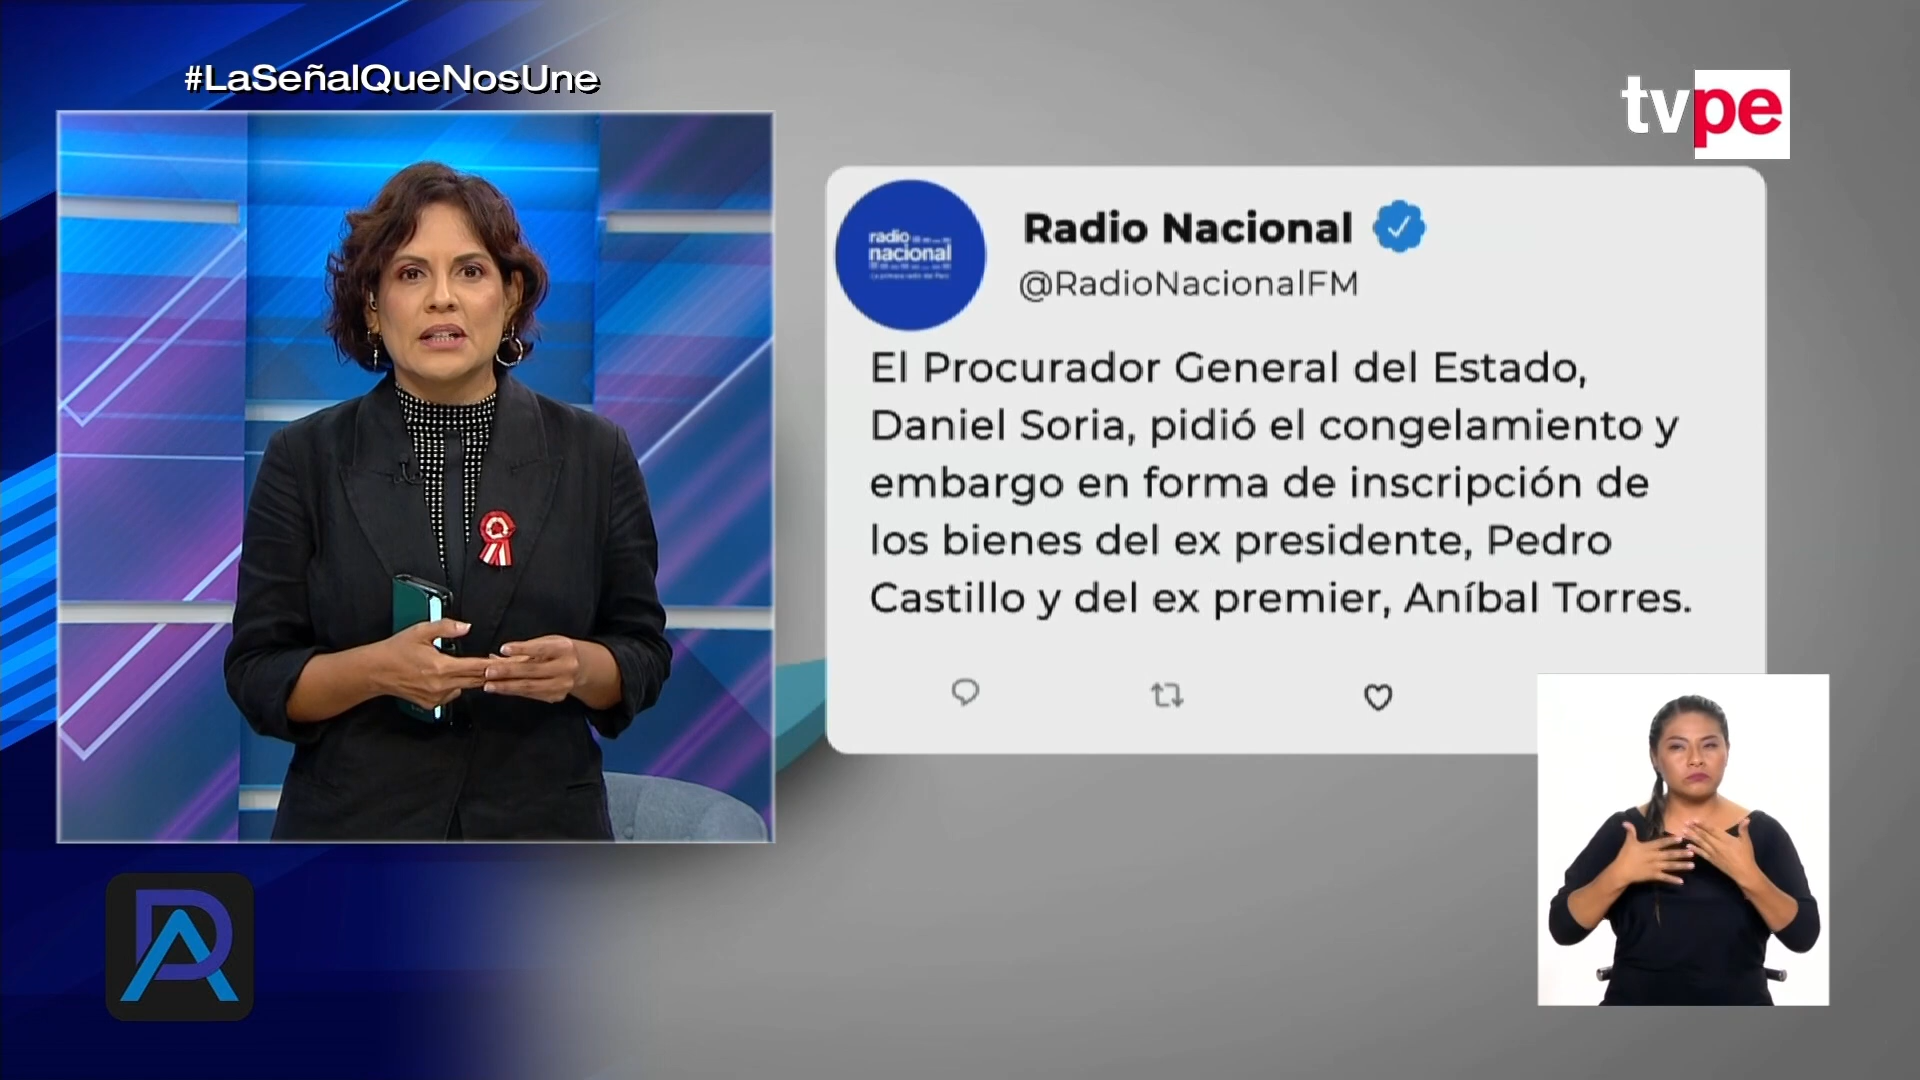 #LaSeñalQueNosUne
tvpe
radio
nacional
Radio Nacional
@RadioNacionalFM
El Procurador General del Estado,
Daniel Soria, pidió el congelamiento y
embargo en forma de inscripción de
los bienes del ex presidente, Pedro
Castillo y del ex premier, Aníbal Torres.